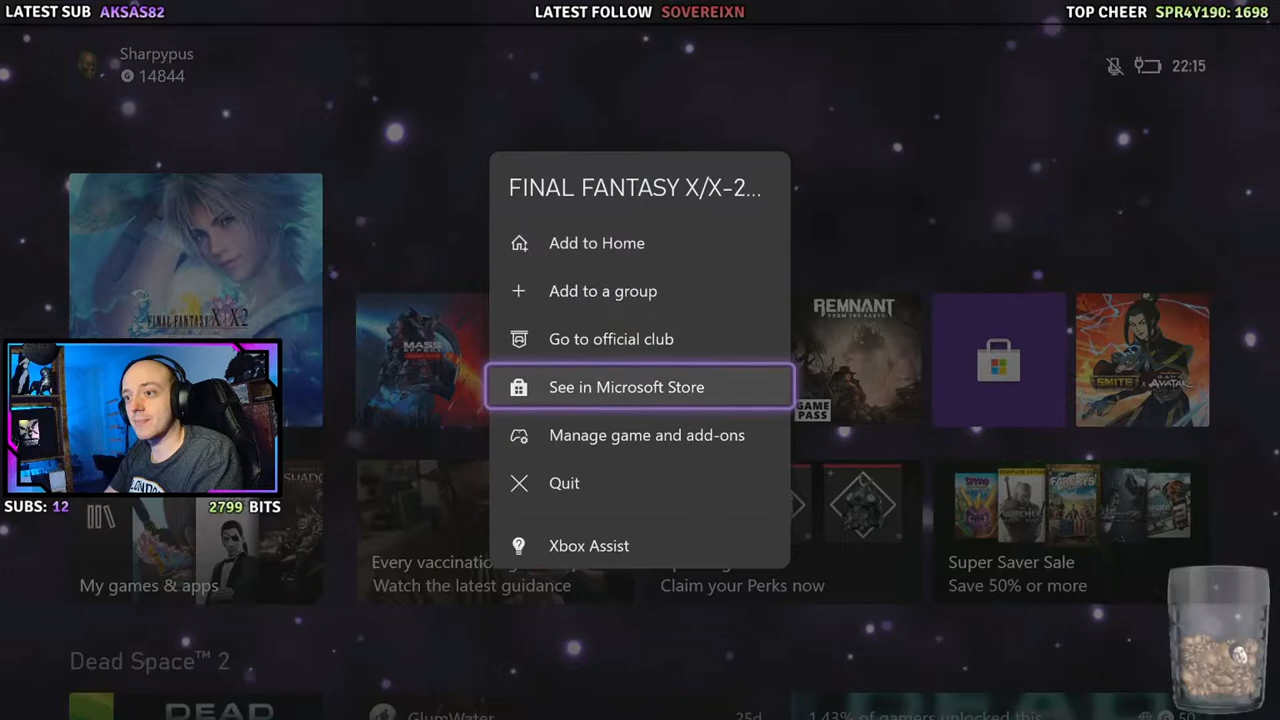 LATEST SUB AKSAS82
LATEST FOLLOW SOVEREIXN
TOP CHEER SPR4Y190: 1698
Sharpypus
G 14844
22:15
FINAL FANTASY X/X-2...
Add to Home
Add to a group
Go to official club
See in Microsoft Store
Manage game and add-ons
Quit
Xbox Assist
FINAL FANTASY X X2
MASS EFFECT
REMNANT
FROM THE ASHES
GAME
PASS
SMITE x AVATAR
SUBS: 12
2799 BITS
My games & apps
Every vaccination
Watch the latest guidance
Claim your Perks now
FARCRY5
Super Saver Sale
Save 50% or more
Dead Space™ 2
DEAD
GlumWater
25d
1.43% of gamers unlocked this